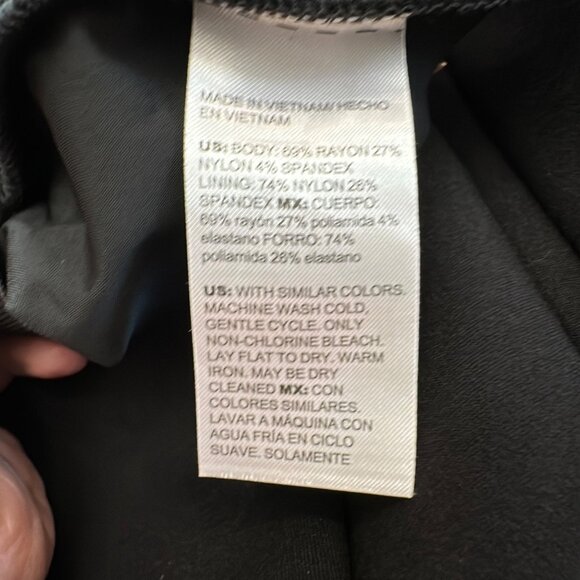 MADE IN VIETNAM/ HECHO
EN VIETNAM
US: BODY: 69% RAYON 27%
NYLON 4% SPANDEX
LINING: 74% NYLON 26%
SPANDEX MX: CUERPO:
69% rayón 27% poliamida 4%
elastano FORRO: 74%
poliamida 26% elastano
US: WITH SIMILAR COLORS.
MACHINE WASH COLD,
GENTLE CYCLE. ONLY
NON-CHLORINE BLEACH.
LAY FLAT TO DRY. WARM
IRON. MAY BE DRY
CLEANED MX: CON
COLORES SIMILARES.
LAVAR A MÁQUINA CON
AGUA FRÍA EN CICLO
SUAVE. SOLAMENTE